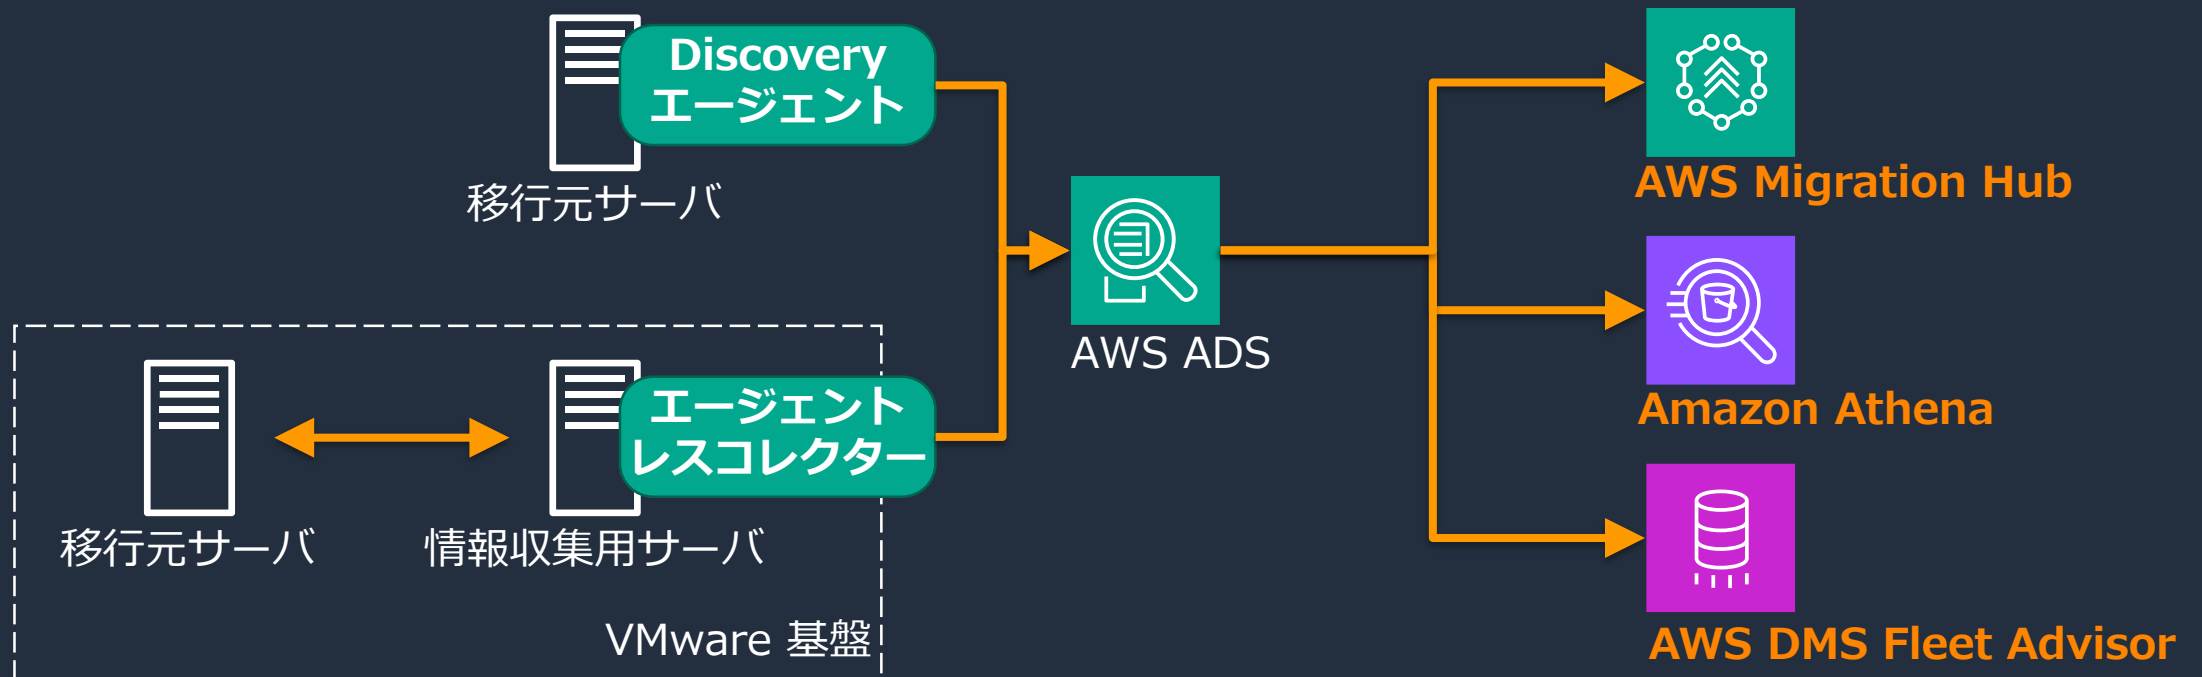 Discovery
エージェント
移行元サーバ
エージェント
レスコレクター
移行元サーバ
情報収集用サーバ
VMware 基盤
AWS ADS
AWS Migration Hub
Amazon Athena
AWS DMS Fleet Advisor